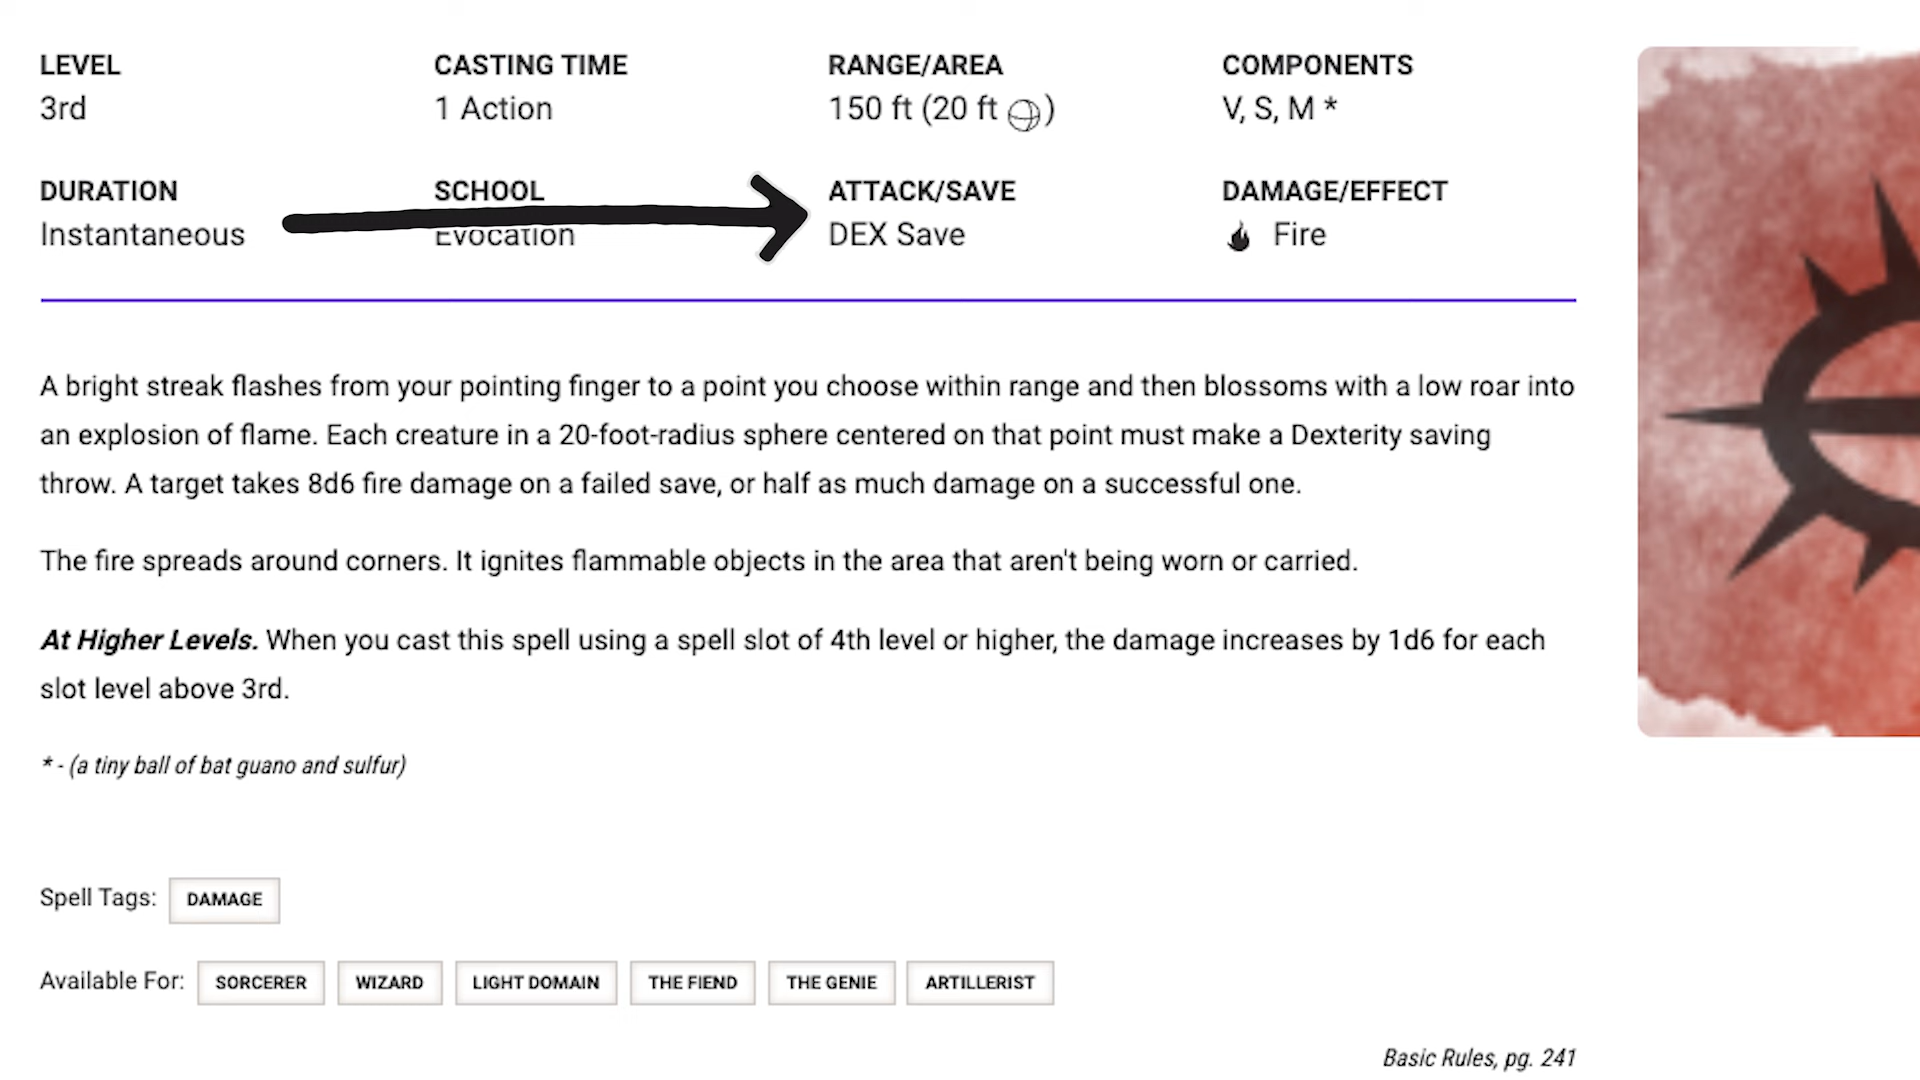 LEVEL CASTING TIME RANGE/AREA COMPONENTS
3rd 1 Action 150 ft (20 ft ) V, S, M *
DURATION SCHOOL ATTACK/SAVE DAMAGE/EFFECT
Instantaneous Evocation DEX Save Fire
A bright streak flashes from your pointing finger to a point you choose within range and then blossoms with a low roar into
an explosion of flame. Each creature in a 20-foot-radius sphere centered on that point must make a Dexterity saving
throw. A target takes 8d6 fire damage on a failed save, or half as much damage on a successful one.
The fire spreads around corners. It ignites flammable objects in the area that aren't being worn or carried.
At Higher Levels. When you cast this spell using a spell slot of 4th level or higher, the damage increases by 1d6 for each
slot level above 3rd.
* - (a tiny ball of bat guano and sulfur)
Spell Tags: DAMAGE
Available For: SORCERER WIZARD LIGHT DOMAIN THE FIEND THE GENIE ARTILLERIST
Basic Rules, pg. 241